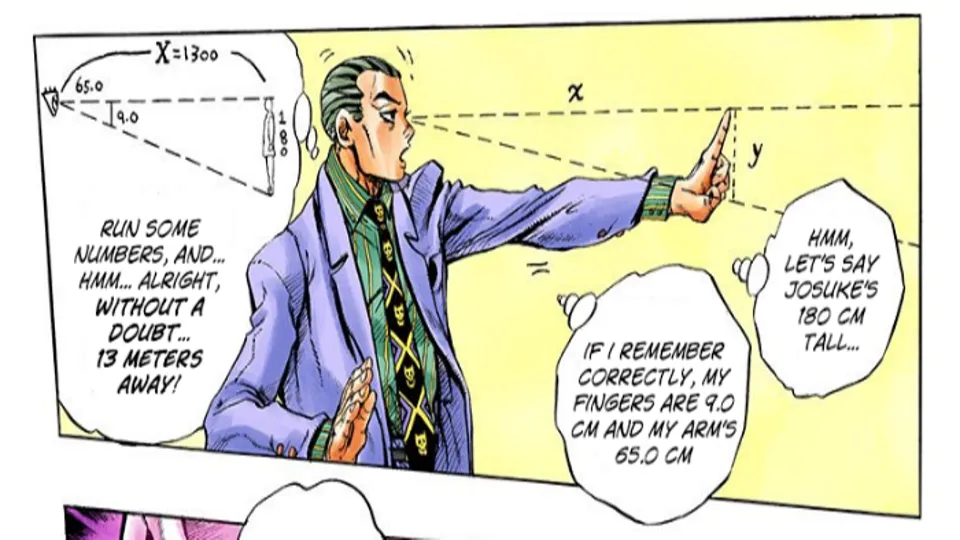 X=1300
65.0
9.0
180
x
y
HMM,
LET'S SAY
JOSUKE'S
180 CM
TALL...
IF I REMEMBER
CORRECTLY, MY
FINGERS ARE 9.0
CM AND MY ARM'S
65.0 CM
RUN SOME
NUMBERS, AND...
HMM... ALRIGHT,
WITHOUT A
DOUBT...
13 METERS
AWAY!